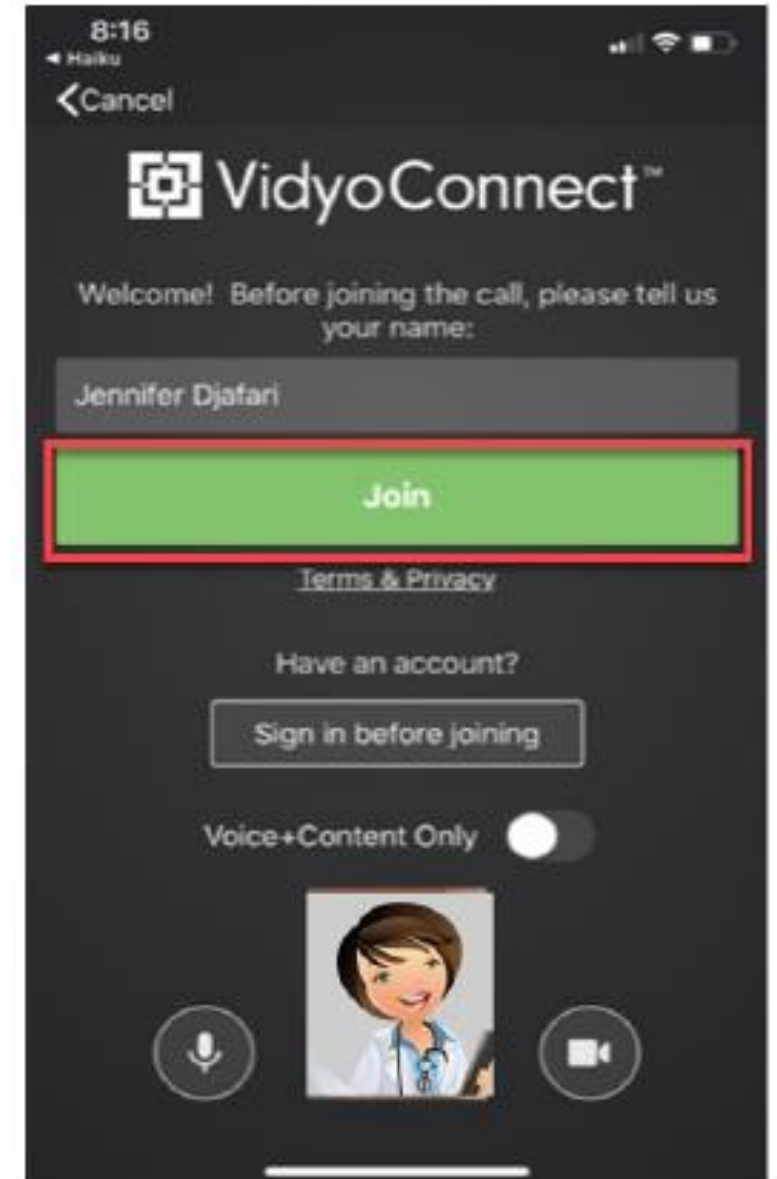 8:16
◀ Haiku
Cancel
VidyoConnect™
Welcome! Before joining the call, please tell us
your name:
Jennifer Djafari
Join
Terms & Privacy
Have an account?
Sign in before joining
Voice+Content Only